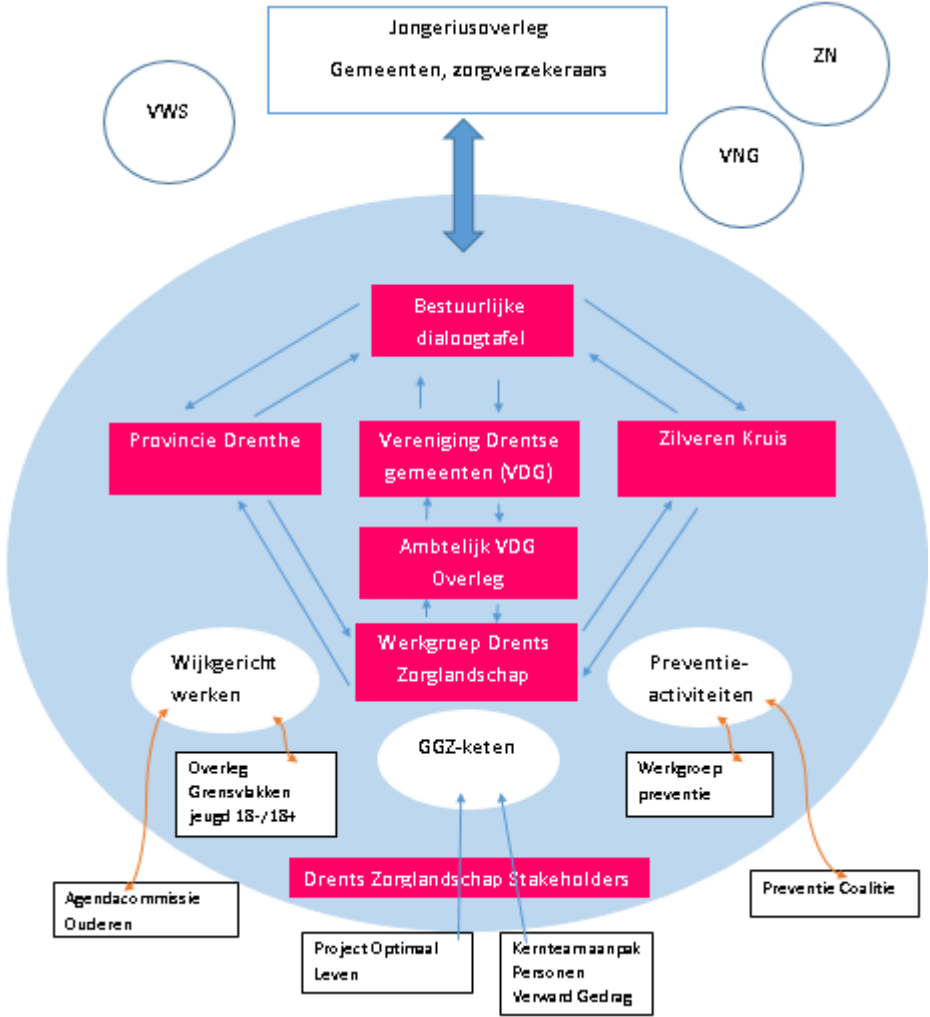 Jongeriusoverleg
Gemeenten, zorgverzekeraars
ZN
VWS
VNG
Bestuurlijke
dialoogtafel
Provincie Drenthe
Vereniging Drentse
gemeenten (VDG)
Zilveren Kruis
Ambtelijk VDG
Overleg
Werkgroep Drents
Zorglandschap
Wijkgericht
werken
Preventie-
activiteiten
GGZ-keten
Overleg
Grensvlakken
jeugd 18-/18+
Werkgroep
preventie
Drents Zorglandschap Stakeholders
Agendacommissie
Ouderen
Preventie Coalitie
Project Optimaal
Leven
Kernteamaanpak
Personen
Verward Gedrag